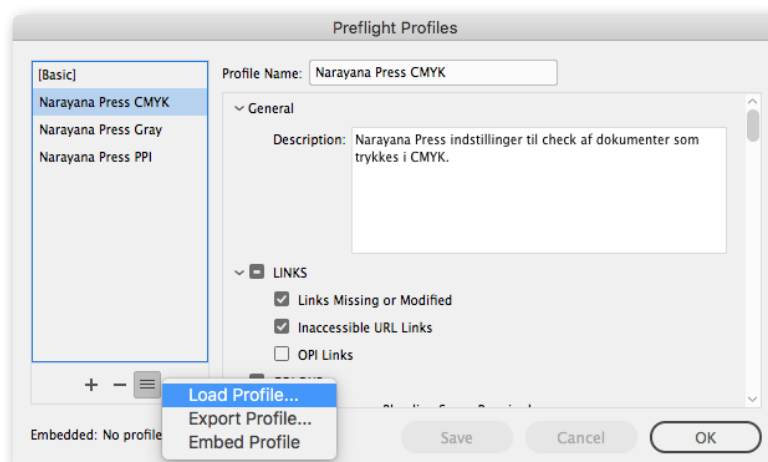 Preflight Profiles
[Basic]
Narayana Press CMYK
Narayana Press Gray
Narayana Press PPI
Profile Name: Narayana Press CMYK
General
Description: Narayana Press indstillinger til check af dokumenter som
trykkes i CMYK.
LINKS
Links Missing or Modified
Inaccessible URL Links
OPI Links
Load Profile...
Export Profile...
Embed Profile
Embedded: No profile
Save
Cancel
OK